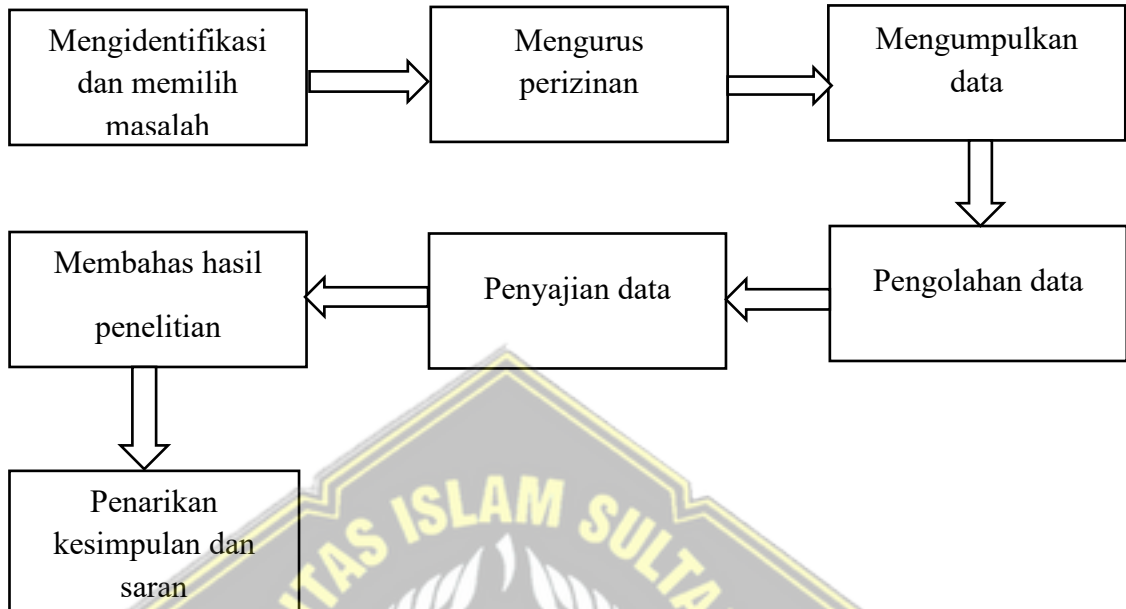 Mengidentifikasi
dan memilih
masalah
Mengurus
perizinan
Mengumpulkan
data
Pengolahan data
Penyajian data
Membahas hasil
penelitian
Penarikan
kesimpulan dan
saran
ISLAM SULTA